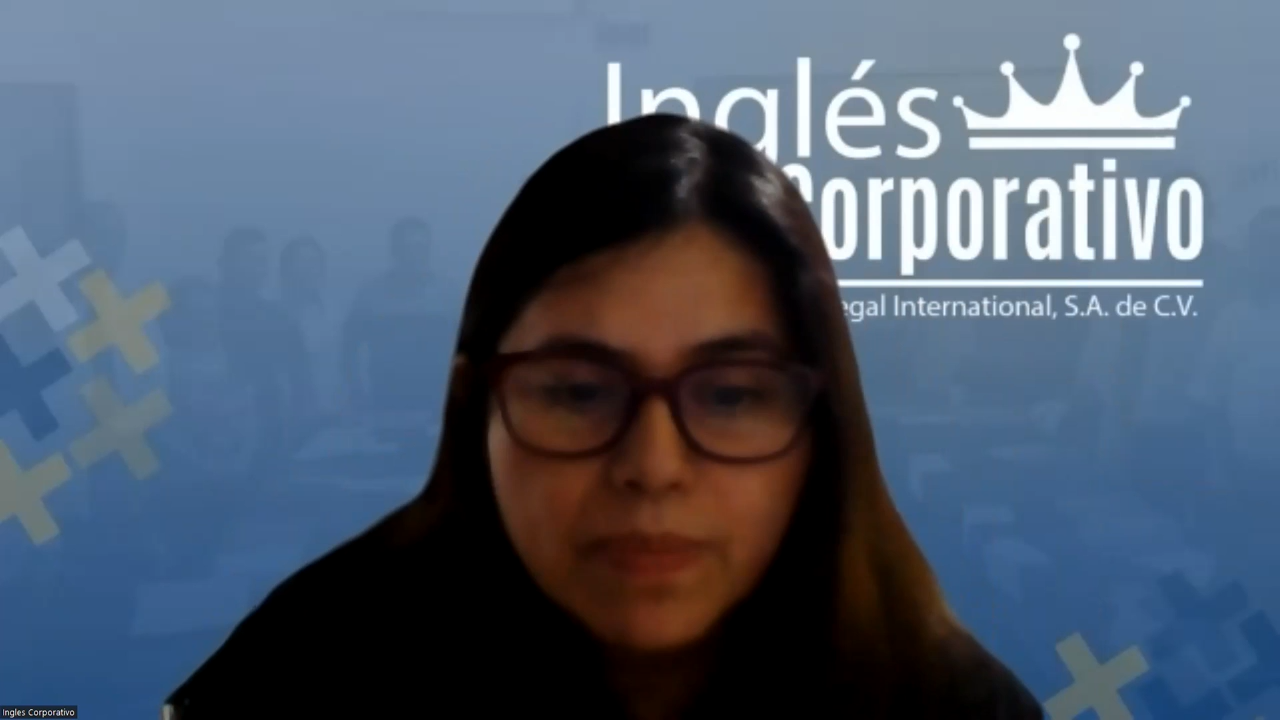 Inglés
Corporativo
egal International, S.A. de C.V.
Ingles Corporativo